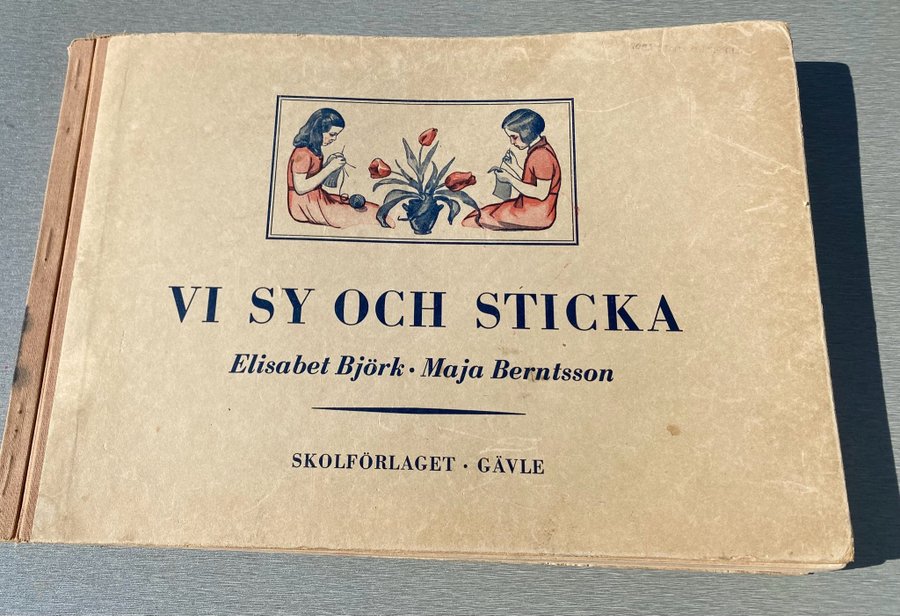 VI SY OCH STICKA
Elisabet Björk · Maja Berntsson
SKOLFÖRLAGET · GÄVLE